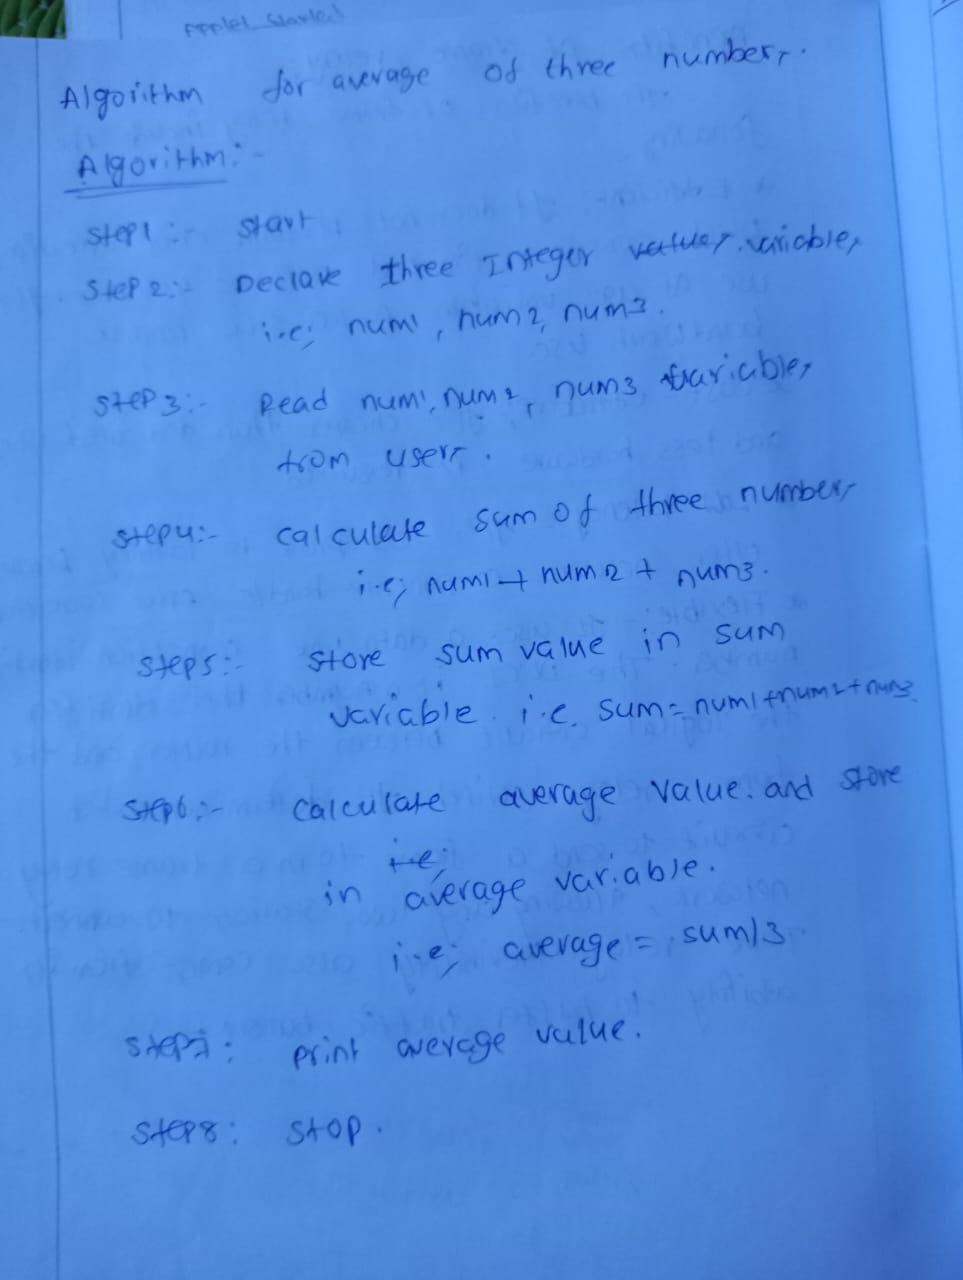 Applet Started
Algorithm for average of three numbers.
Algorithm:-
Step1:- Start
Step2:- Declare three Integer values variables
i.e; num1, num2, num3.
Step3:- Read num1, num2, num3 variables
from users.
Step4:- calculate sum of three numbers
i.e; num1 + num2 + num3.
Step5:- Store sum value in sum
variable i.e. sum=num1+num2+num3
Step6:- calculate average value. and store
i.e;
in average variable.
i.e; average = sum/3
Step7: print average value.
Step8: Stop.